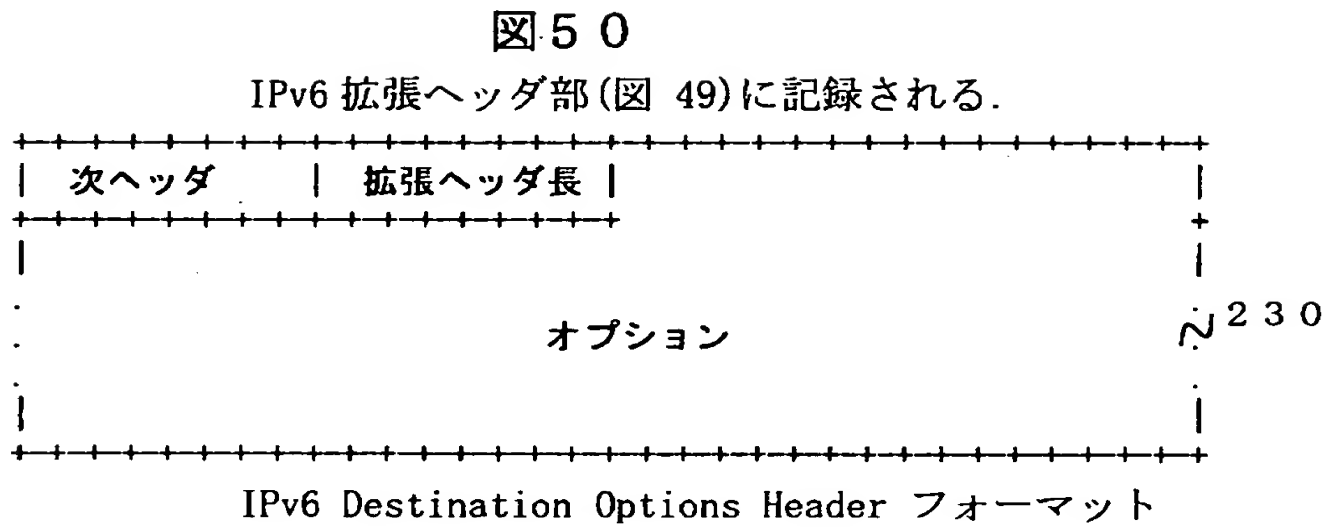 図50
IPv6 拡張ヘッダ部(図 49)に記録される.
次ヘッダ | 拡張ヘッダ長 |
オプション
230
IPv6 Destination Options Header フォーマット